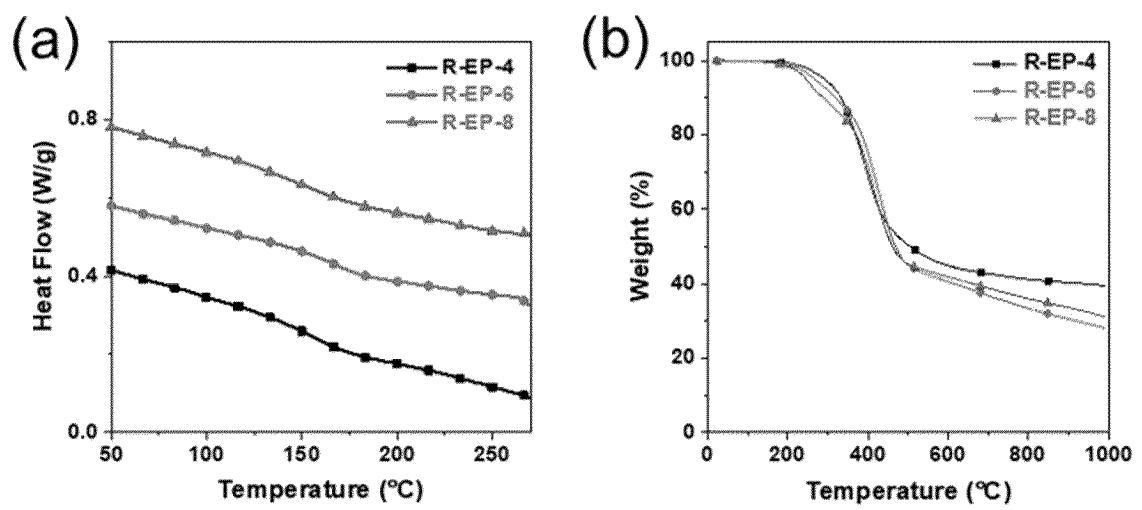 (a)
R-EP-4
R-EP-6
R-EP-8
0.8
0.4
0.0
Heat Flow (W/g)
50 100 150 200 250
Temperature (°C)
(b)
R-EP-4
R-EP-6
R-EP-8
100
80
60
40
20
0
Weight (%)
0 200 400 600 800 1000
Temperature (°C)